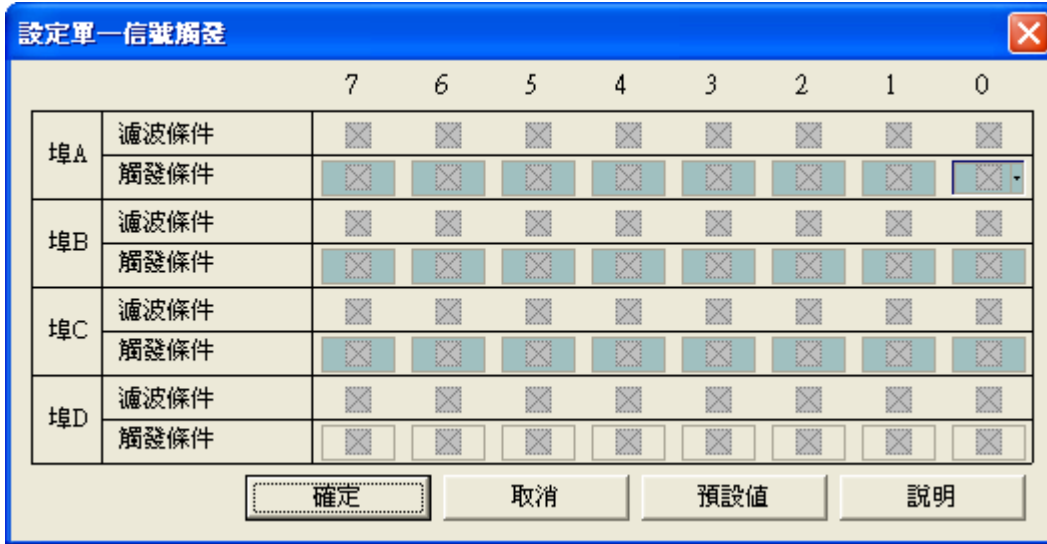 設定單一信號觸發
7 6 5 4 3 2 1 0
埠A
濾波條件
觸發條件
埠B
濾波條件
觸發條件
埠C
濾波條件
觸發條件
埠D
濾波條件
觸發條件
確定 取消 預設值 說明